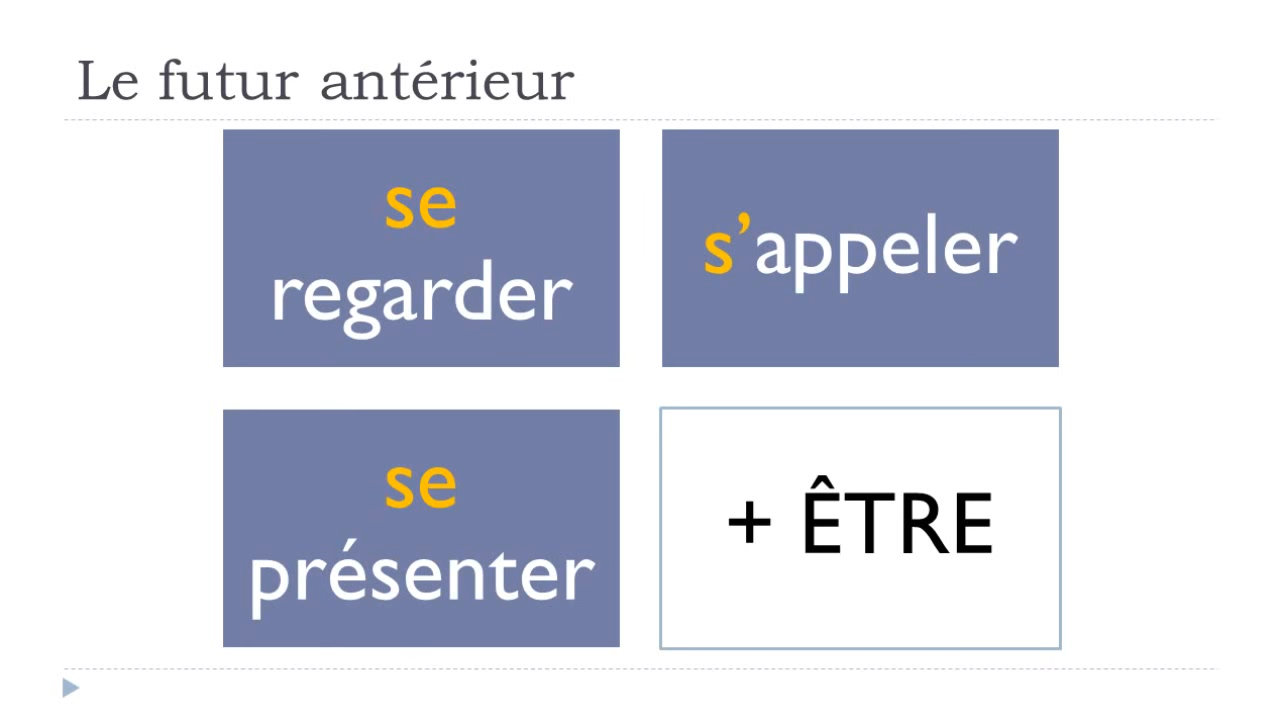 Le futur antérieur
se
regarder
s’appeler
se
présenter
+ ÊTRE